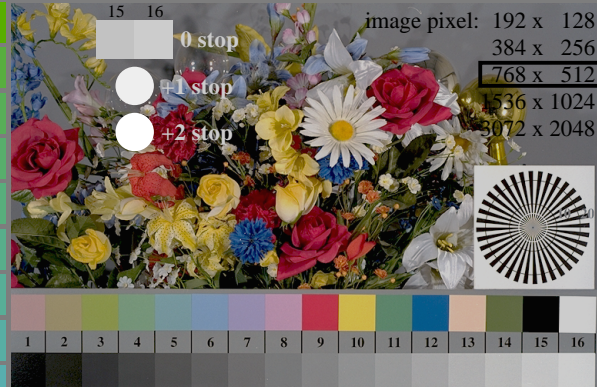 15 16
image pixel: 192 x 128
0 stop
384 x 256
+1 stop
768 x 512
1536 x 1024
+2 stop
3072 x 2048
1 2 3 4 5 6 7 8 9 10 11 12 13 14 15 16